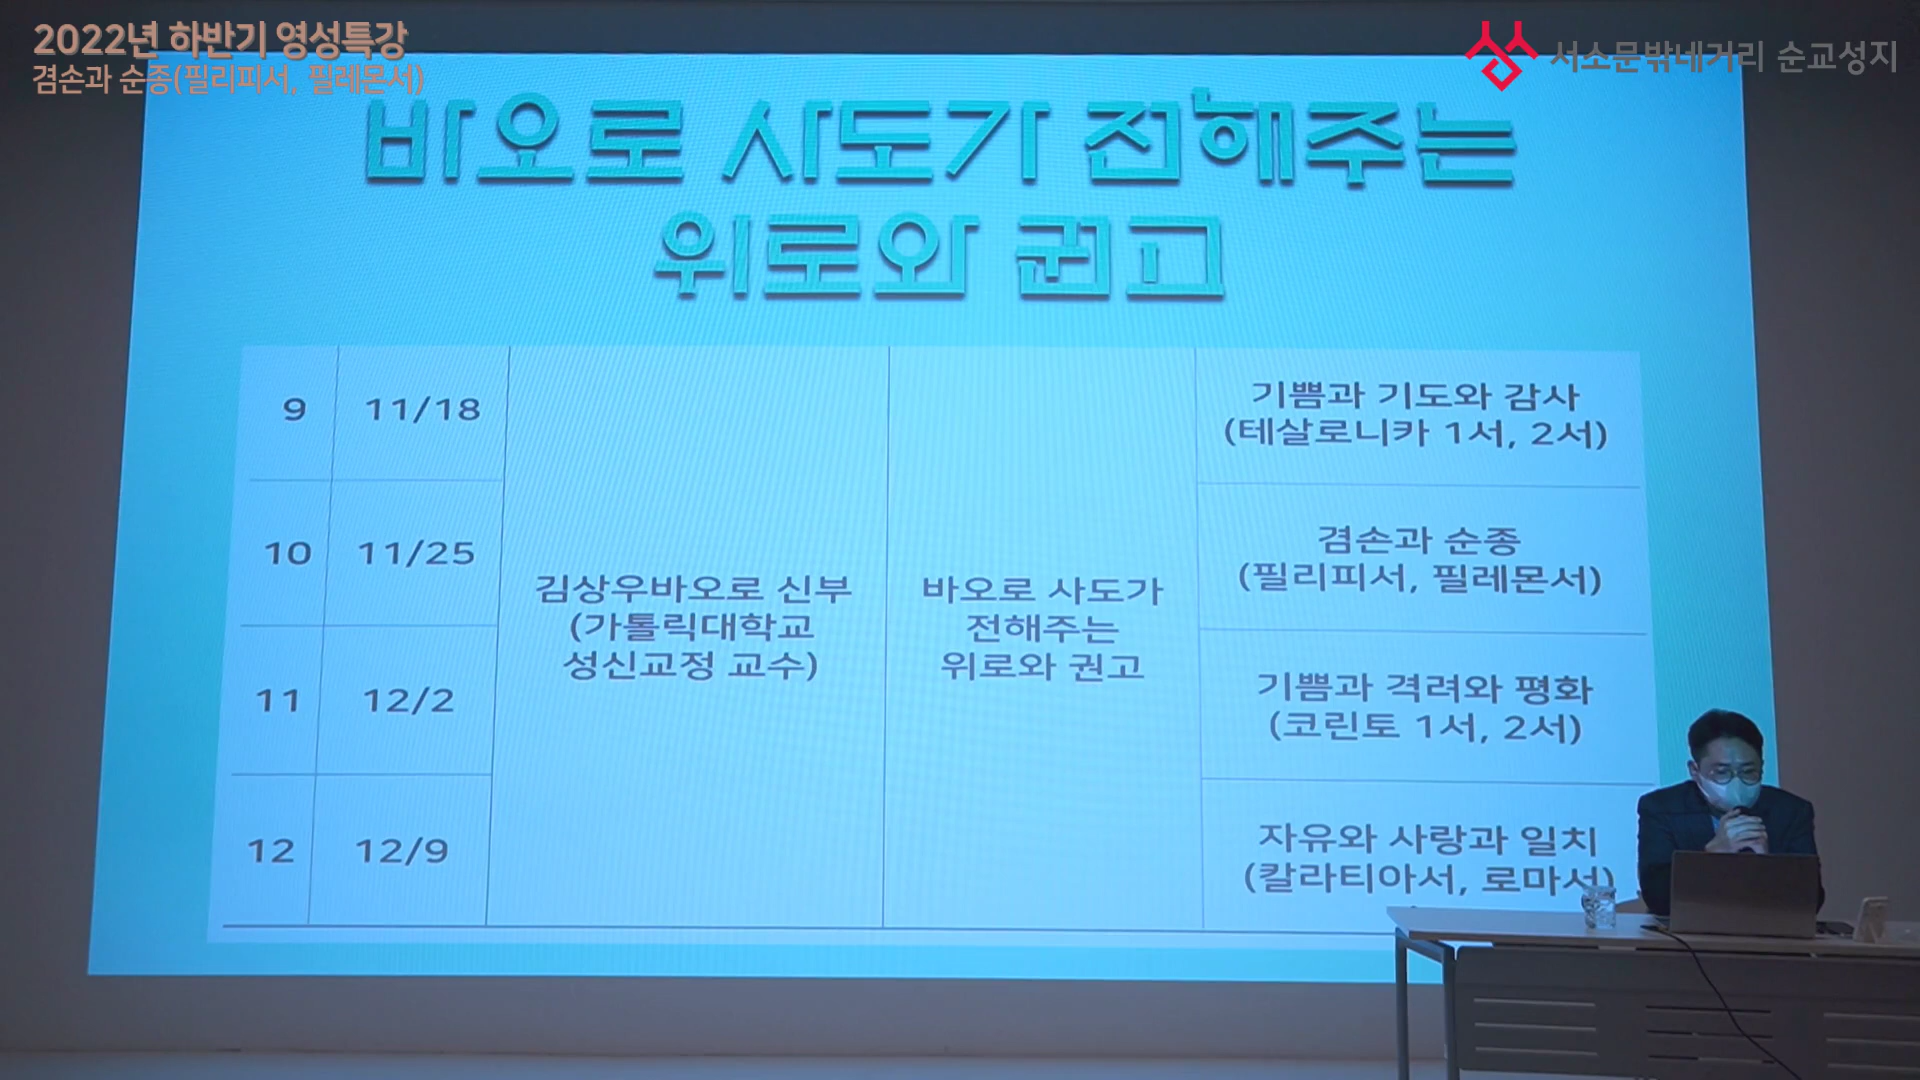 2022년 하반기 영성특강
겸손과 순종(필리피서, 필레몬서)
서소문밖네거리 순교성지
바오로 사도가 전해주는
위로와 권고
9
11/18
기쁨과 기도와 감사
(테살로니카 1서, 2서)
10
11/25
겸손과 순종
(필리피서, 필레몬서)
김상우바오로 신부
(가톨릭대학교
성신교정 교수)
바오로 사도가
전해주는
위로와 권고
11
12/2
기쁨과 격려와 평화
(코린토 1서, 2서)
12
12/9
자유와 사랑과 일치
(칼라티아서, 로마서)